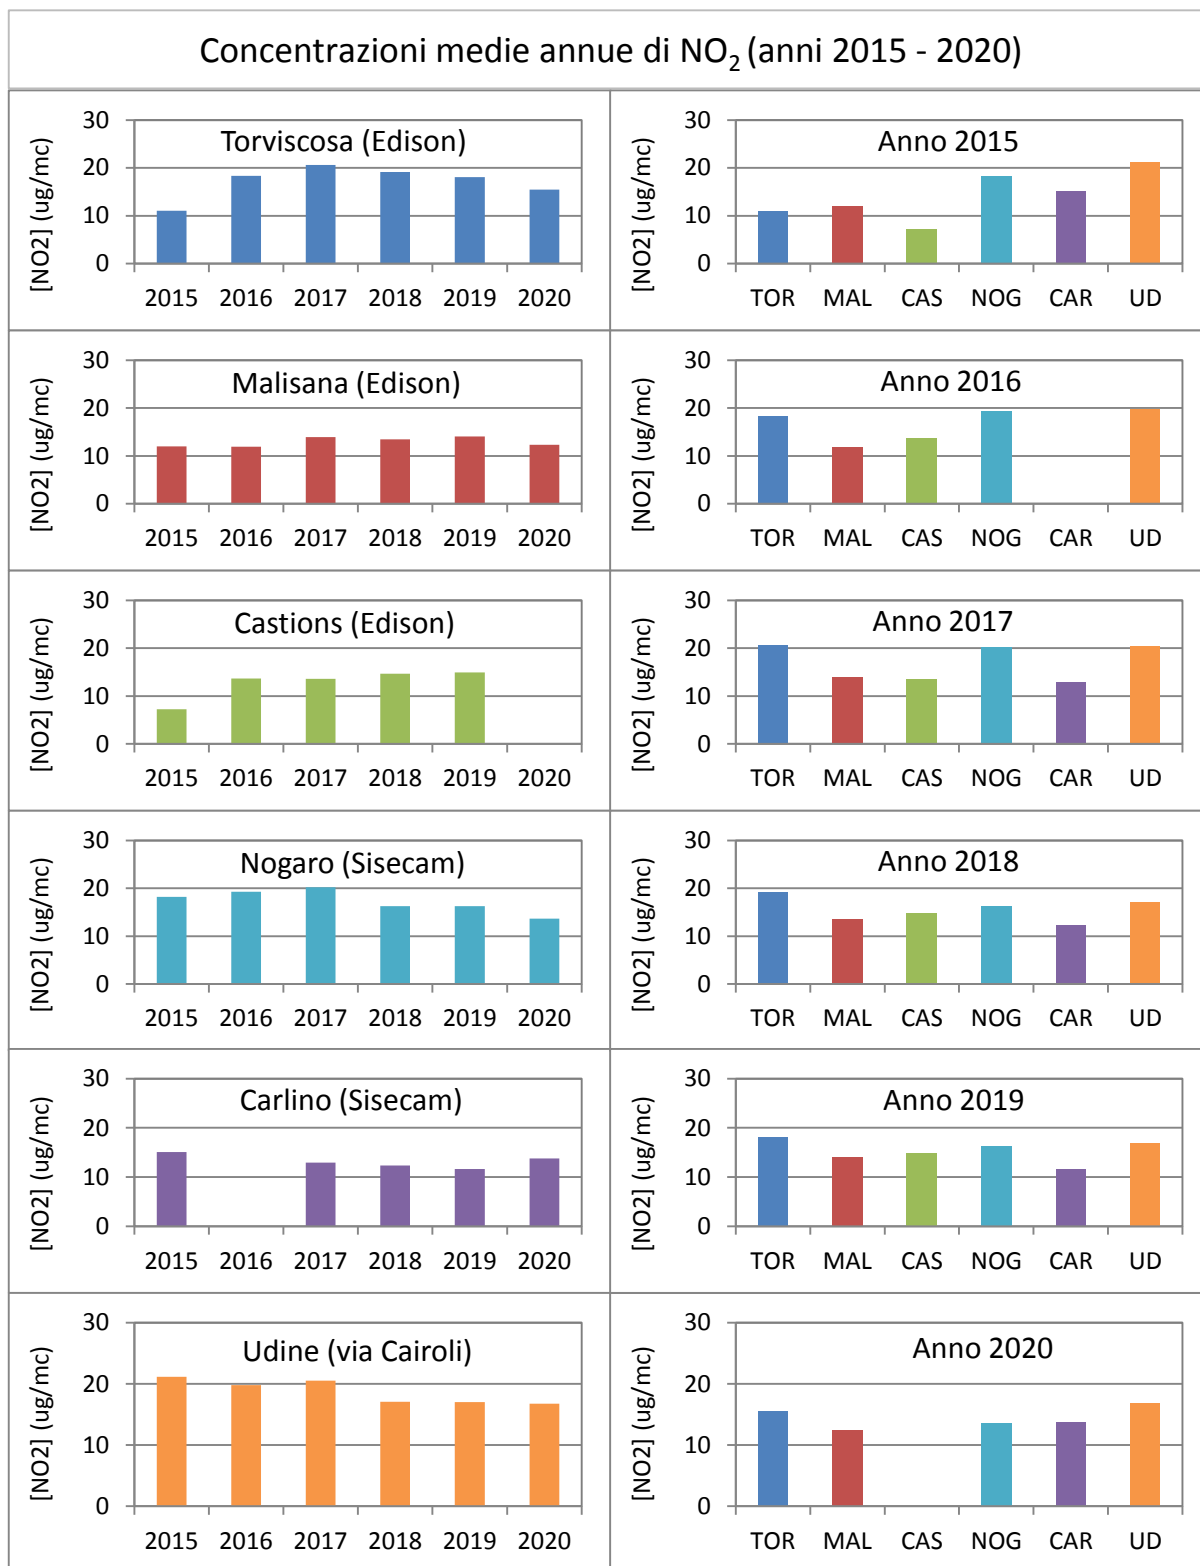 Concentrazioni medie annue di NO2 (anni 2015 - 2020)
[NO2] (ug/mc)
30
20
10
0
Torviscosa (Edison)
2015 2016 2017 2018 2019 2020
[NO2] (ug/mc)
30
20
10
0
Anno 2015
TOR MAL CAS NOG CAR UD
[NO2] (ug/mc)
30
20
10
0
Malisana (Edison)
2015 2016 2017 2018 2019 2020
[NO2] (ug/mc)
30
20
10
0
Anno 2016
TOR MAL CAS NOG CAR UD
[NO2] (ug/mc)
30
20
10
0
Castions (Edison)
2015 2016 2017 2018 2019 2020
[NO2] (ug/mc)
30
20
10
0
Anno 2017
TOR MAL CAS NOG CAR UD
[NO2] (ug/mc)
30
20
10
0
Nogaro (Sisecam)
2015 2016 2017 2018 2019 2020
[NO2] (ug/mc)
30
20
10
0
Anno 2018
TOR MAL CAS NOG CAR UD
[NO2] (ug/mc)
30
20
10
0
Carlino (Sisecam)
2015 2016 2017 2018 2019 2020
[NO2] (ug/mc)
30
20
10
0
Anno 2019
TOR MAL CAS NOG CAR UD
[NO2] (ug/mc)
30
20
10
0
Udine (via Cairoli)
2015 2016 2017 2018 2019 2020
[NO2] (ug/mc)
30
20
10
0
Anno 2020
TOR MAL CAS NOG CAR UD